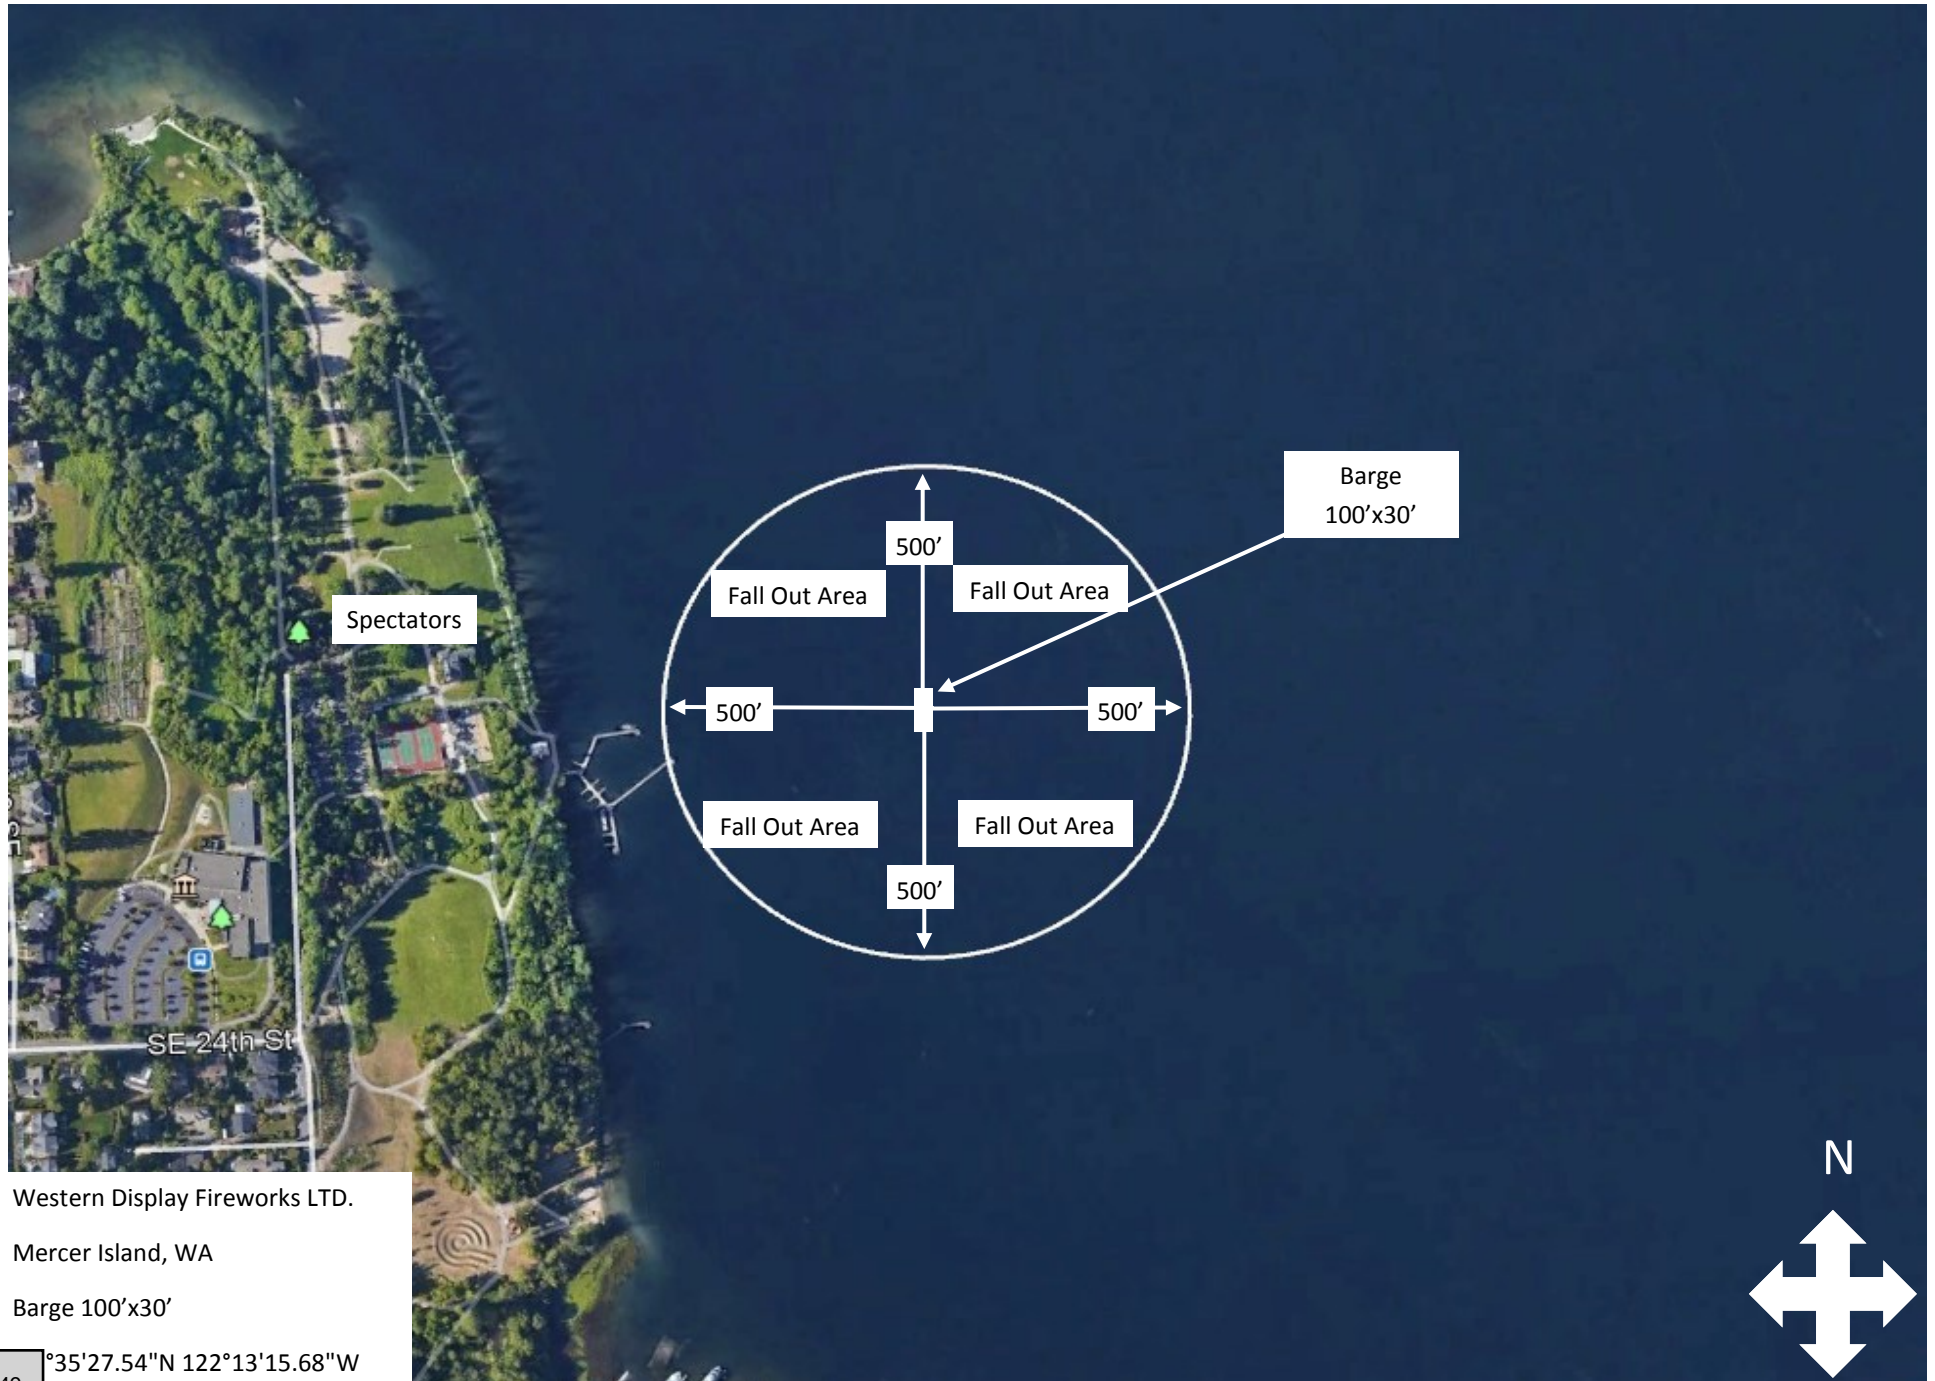 Barge
100’x30’
500’
Fall Out Area
Fall Out Area
Spectators
500’
500’
Fall Out Area
Fall Out Area
500’
SE 24th St
N
Western Display Fireworks LTD.
Mercer Island, WA
Barge 100’x30’
°35'27.54"N 122°13'15.68"W